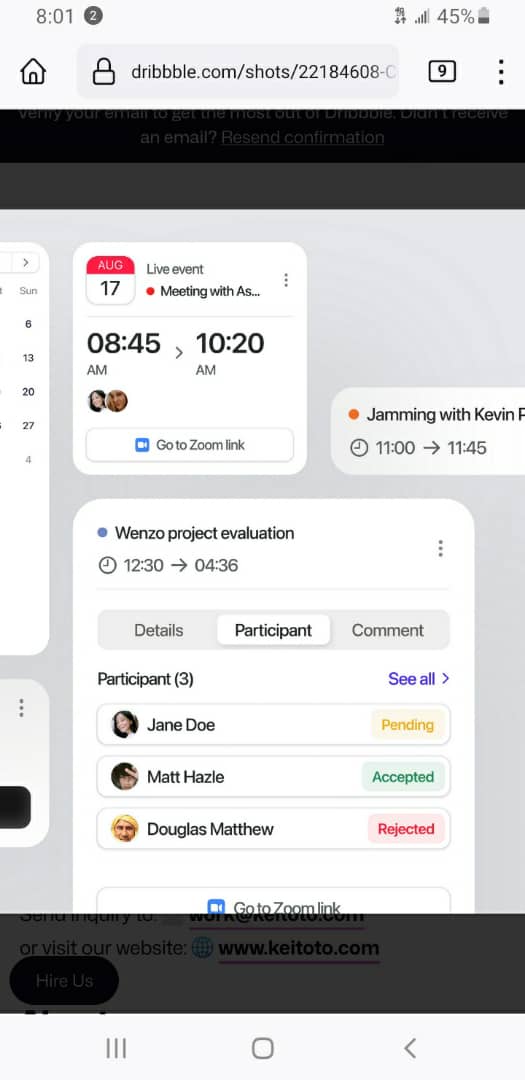 8:01 2 45%
dribbble.com/shots/22184608-C 9
Verify your email to get the most out of Dribbble. Didn't receive
an email? Resend confirmation
AUG
17
Live event
Meeting with As...
Sun
6
13
20
27
4
08:45 > 10:20
AM AM
Go to Zoom link
Jamming with Kevin P
11:00 → 11:45
Wenzo project evaluation
12:30 → 04:36
Details Participant Comment
Participant (3) See all >
Jane Doe Pending
Matt Hazle Accepted
Douglas Matthew Rejected
Go to Zoom link
Send inquiry to: work@keitoto.com
or visit our website: 🌐 www.keitoto.com
Hire Us